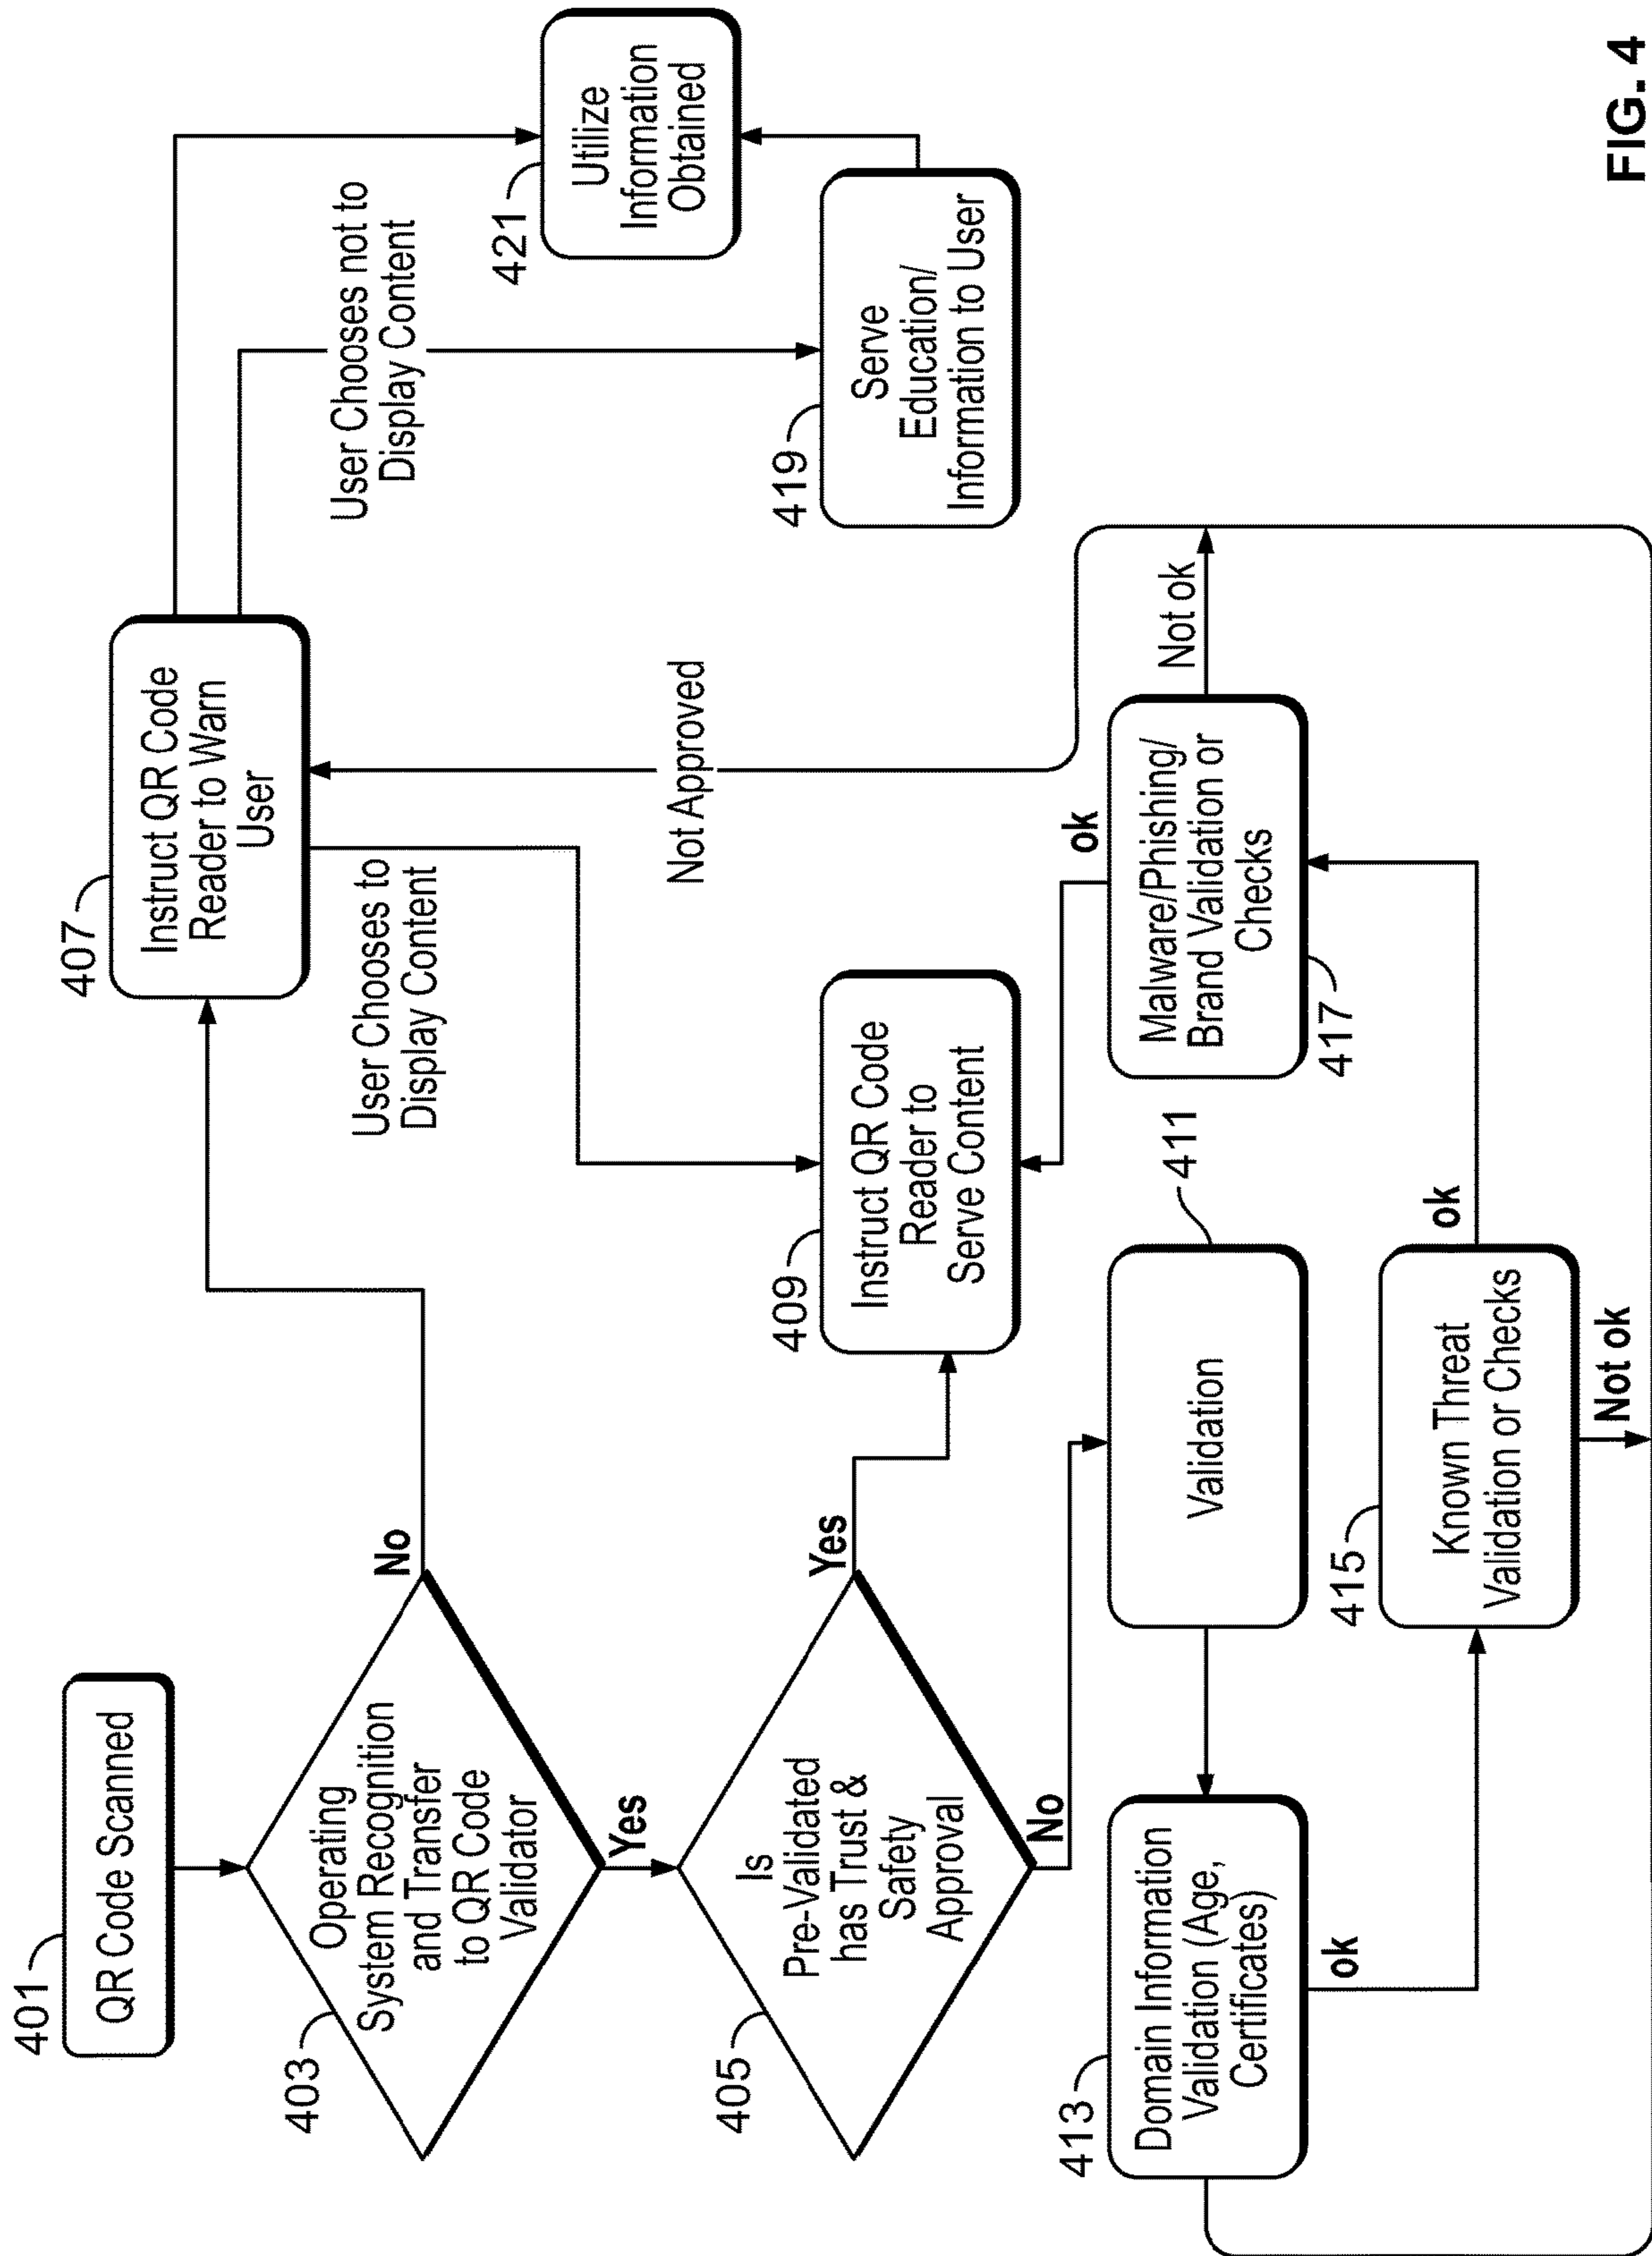 401
QR Code Scanned
403
Operating
System Recognition
and Transfer
to QR Code
Validator
No
Yes
407
Instruct QR Code
Reader to Warn
User
User Chooses to
Display Content
User Chooses not to
Display Content
421
Utilize
Information
Obtained
405
Is
Pre-Validated
has Trust &
Safety
Approval
Yes
No
409
Instruct QR Code
Reader to
Serve Content
Not Approved
419
Serve
Education/
Information to User
413
Domain Information
Validation (Age,
Certificates)
ok
411
Validation
ok
417
Malware/Phishing/
Brand Validation or
Checks
Not ok
415
Known Threat
Validation or Checks
ok
Not ok
FIG. 4